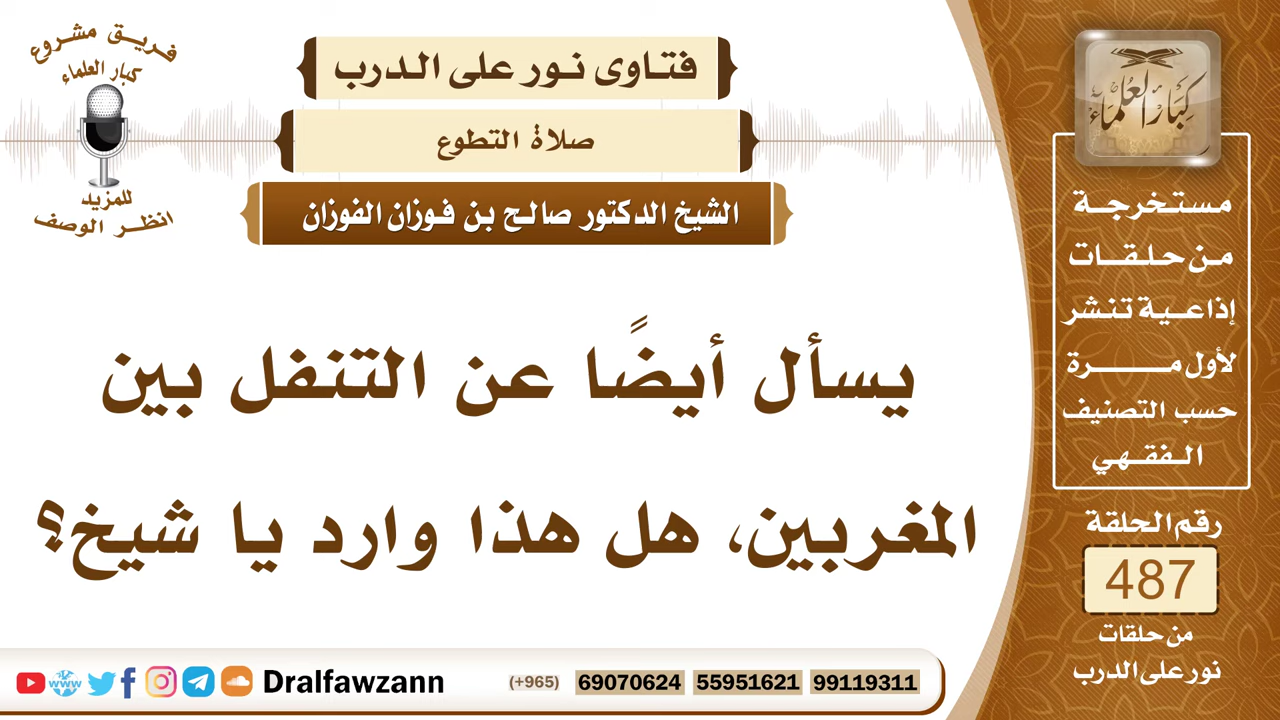 فريق مشروع
كبار العلماء
للمزيد
انظر الوصف
فتاوى نور على الدرب
صلاة التطوع
الشيخ الدكتور صالح بن فوزان الفوزان
يسأل أيضًا عن التنفل بين
المغربين، هل هذا وارد يا شيخ؟
كبار العلماء
مستخرجة
من حلقات
إذاعية تنشر
لأول مرة
حسب التصنيف
الفقهي
رقم الحلقة
487
من حلقات
نور على الدرب
www Dralfawzann (+965) 69070624 55951621 99119311